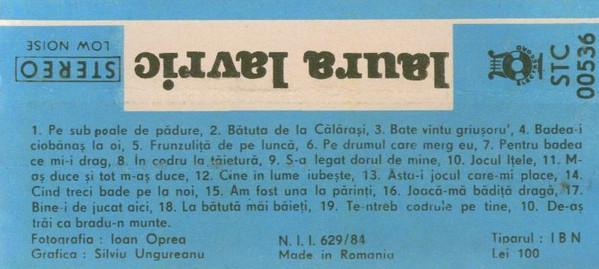 STEREO
LOW NOISE
laura lavric
ELECTRECORD
STC
00536
1. Pe sub poale de pădure, 2. Bătuta de la Călărași, 3. Bate vîntu griușoru', 4. Badea-i
ciobănaș la oi, 5. Frunzuliță de pe luncă, 6. Pe drumul care merg eu, 7. Pentru badea
ce mi-i drag, 8. În codru la tăietură, 9. S-a legat dorul de mine, 10. Jocul Ițele, 11. M-
aș duce și tot m-aș duce, 12. Cine în lume iubește, 13. Ăsta-i jocul care-mi place, 14.
Cînd treci bade pe la noi, 15. Am fost una la părinți, 16. Joacă-mă bădiță dragă, 17.
Bine-i de jucat aici, 18. La bătută măi băieți, 19. Te-ntreb codrule pe tine, 10. De-aș
trăi ca bradu-n munte.
Fotografia : Ioan Oprea N. I. I. 629/84 Tiparul : I B N
Grafica : Silviu Ungureanu Made in Romania Lei 100